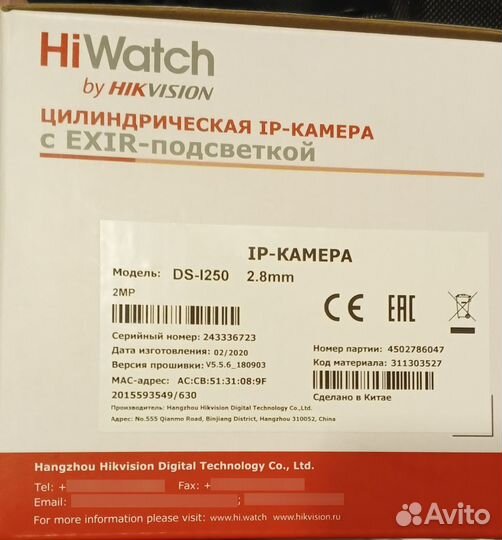 HiWatch
by HIKVISION
ЦИЛИНДРИЧЕСКАЯ IP-КАМЕРА
с EXIR-подсветкой
IP-КАМЕРА
Модель: DS-I250 2.8mm
2MP
Серийный номер: 243336723
Дата изготовления: 02/2020
Версия прошивки: V5.5.6_180903
MAC-адрес: AC:CB:51:31:08:9F
2015593549/630
CE EAC
Номер партии: 4502786047
Код материала: 311303527
Сделано в Китае
Производитель: Hangzhou Hikvision Digital Technology Co.,Ltd.
Адрес: No.555 Qianmo Road, Binjiang District, Hangzhou 310052, China
Hangzhou Hikvision Digital Technology Co., Ltd.
Tel: + Fax: +
Email: ;
For more information please visit: www.hi.watch www.hikvision.ru
Avito